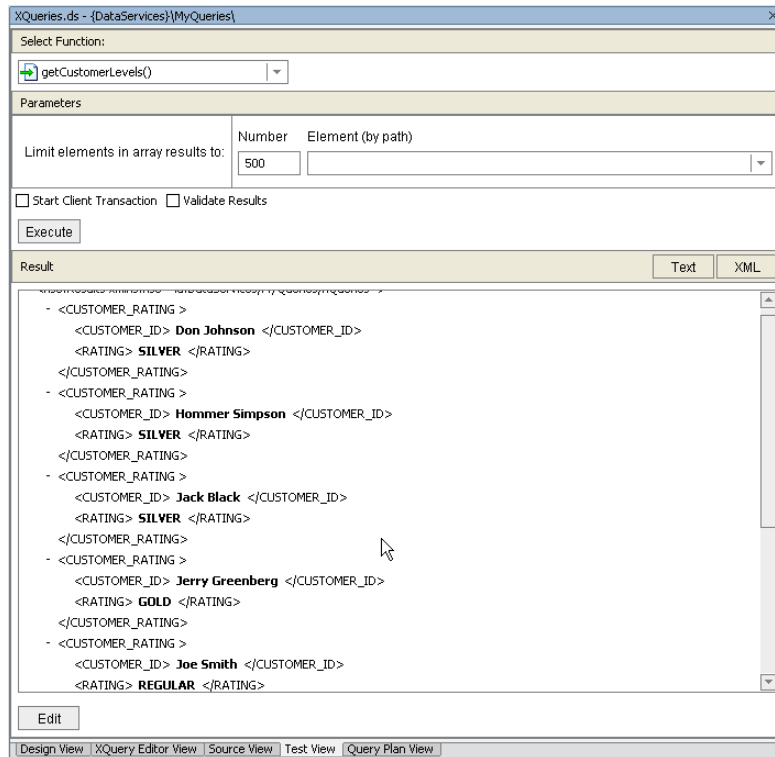 XQueries.ds - {DataServices}\MyQueries\
Select Function:
getCustomerLevels()
Parameters
Limit elements in array results to:
Number Element (by path)
500
Start Client Transaction Validate Results
Execute
Result Text XML
- <CUSTOMER_RATING >
<CUSTOMER_ID> Don Johnson </CUSTOMER_ID>
<RATING> SILVER </RATING>
</CUSTOMER_RATING>
- <CUSTOMER_RATING >
<CUSTOMER_ID> Hommer Simpson </CUSTOMER_ID>
<RATING> SILVER </RATING>
</CUSTOMER_RATING>
- <CUSTOMER_RATING >
<CUSTOMER_ID> Jack Black </CUSTOMER_ID>
<RATING> SILVER </RATING>
</CUSTOMER_RATING>
- <CUSTOMER_RATING >
<CUSTOMER_ID> Jerry Greenberg </CUSTOMER_ID>
<RATING> GOLD </RATING>
</CUSTOMER_RATING>
- <CUSTOMER_RATING >
<CUSTOMER_ID> Joe Smith </CUSTOMER_ID>
<RATING> REGULAR </RATING>
Edit
Design View XQuery Editor View Source View Test View Query Plan View